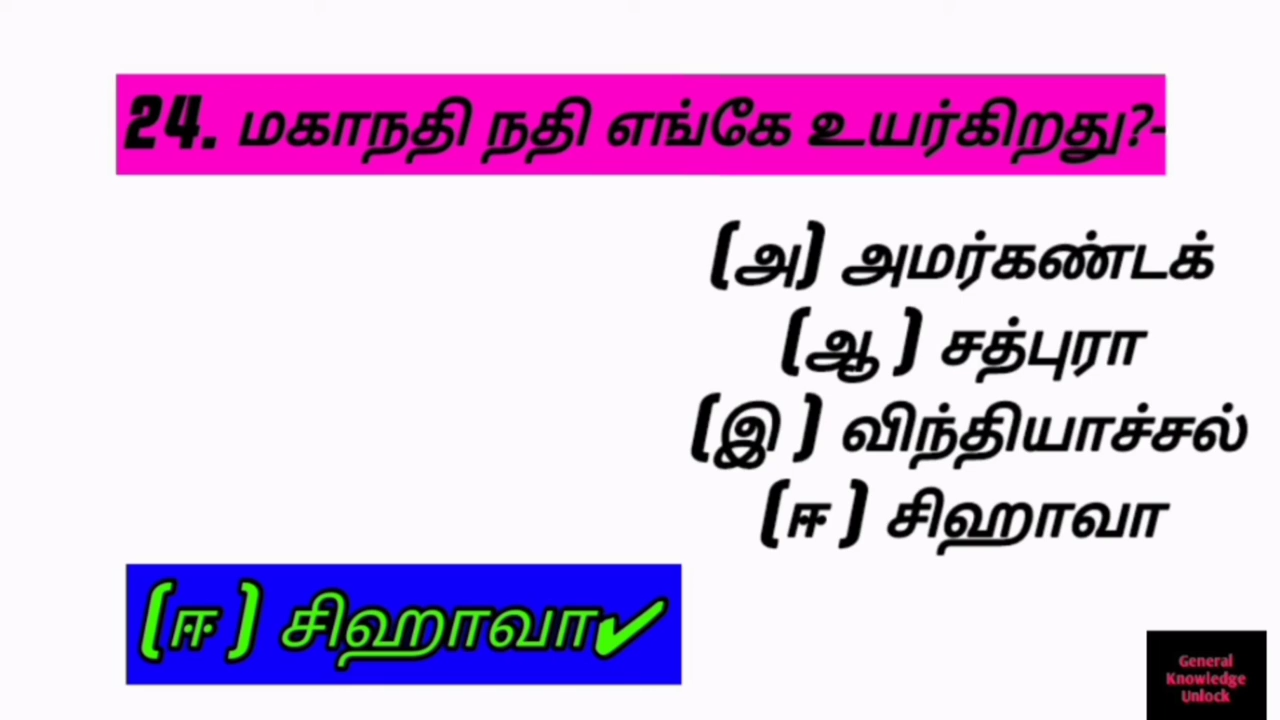 24. மகாநதி நதி எங்கே உயர்கிறது?-
(அ) அமர்கண்டக்
(ஆ ) சத்புரா
(இ ) விந்தியாச்சல்
(ஈ ) சிஹாவா
(ஈ ) சிஹாவா✔
General
Knowledge
Unlock